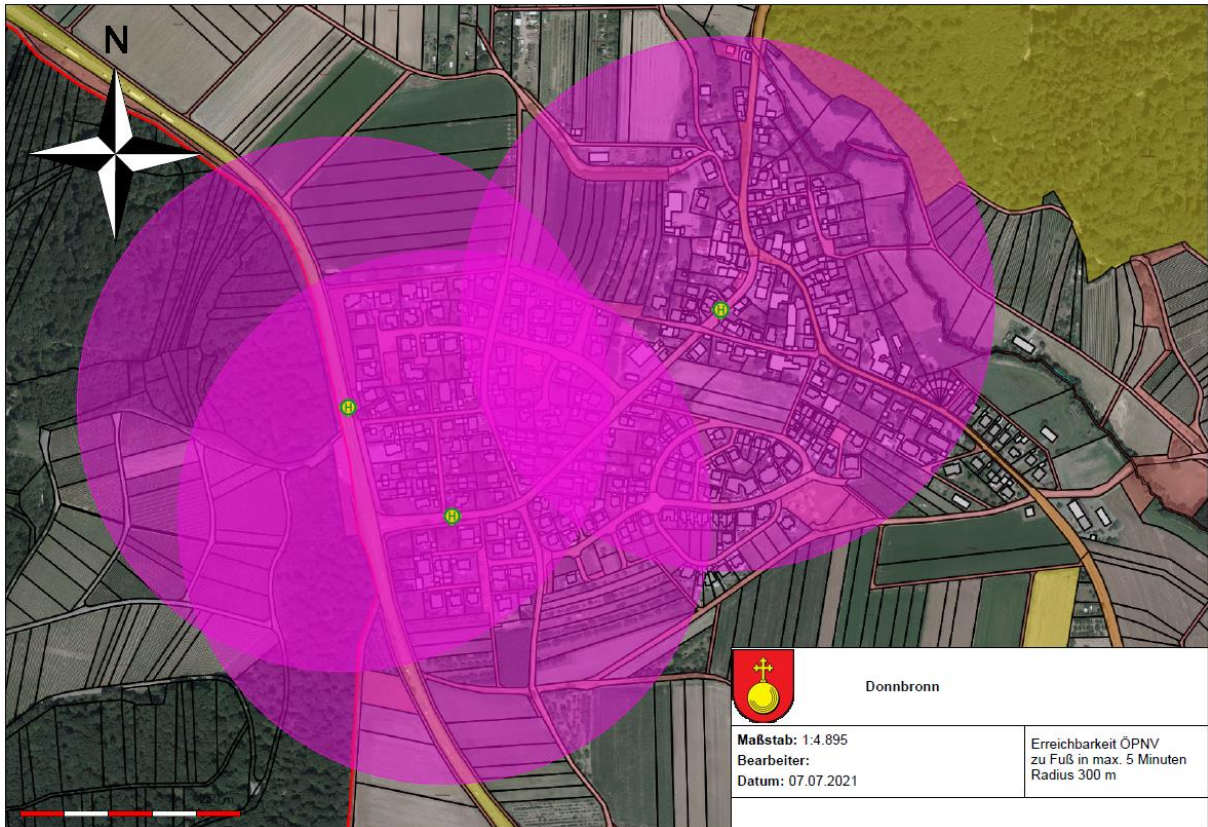 N
H
H
H
Donnbronn
Maßstab: 1:4.895
Bearbeiter:
Datum: 07.07.2021
Erreichbarkeit ÖPNV
zu Fuß in max. 5 Minuten
Radius 300 m